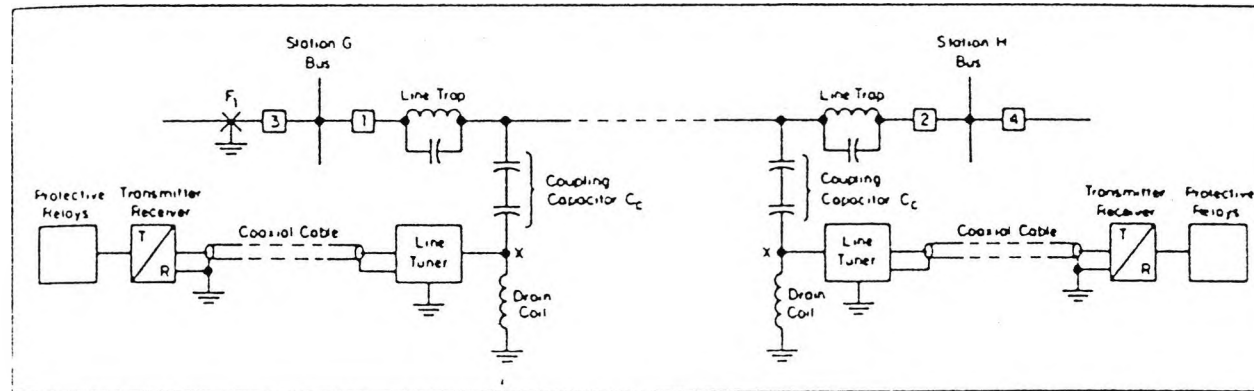 Station G
Bus
Station H
Bus
F1
3
1
Line Trap
Line Trap
2
4
Coupling
Capacitor Cc
Coupling
Capacitor Cc
Protective
Relays
Transmitter
Receiver
T
R
Coaxial Cable
Line
Tuner
X
Drain
Coil
X
Line
Tuner
Coaxial Cable
Transmitter
Receiver
T
R
Protective
Relays
Drain
Coil